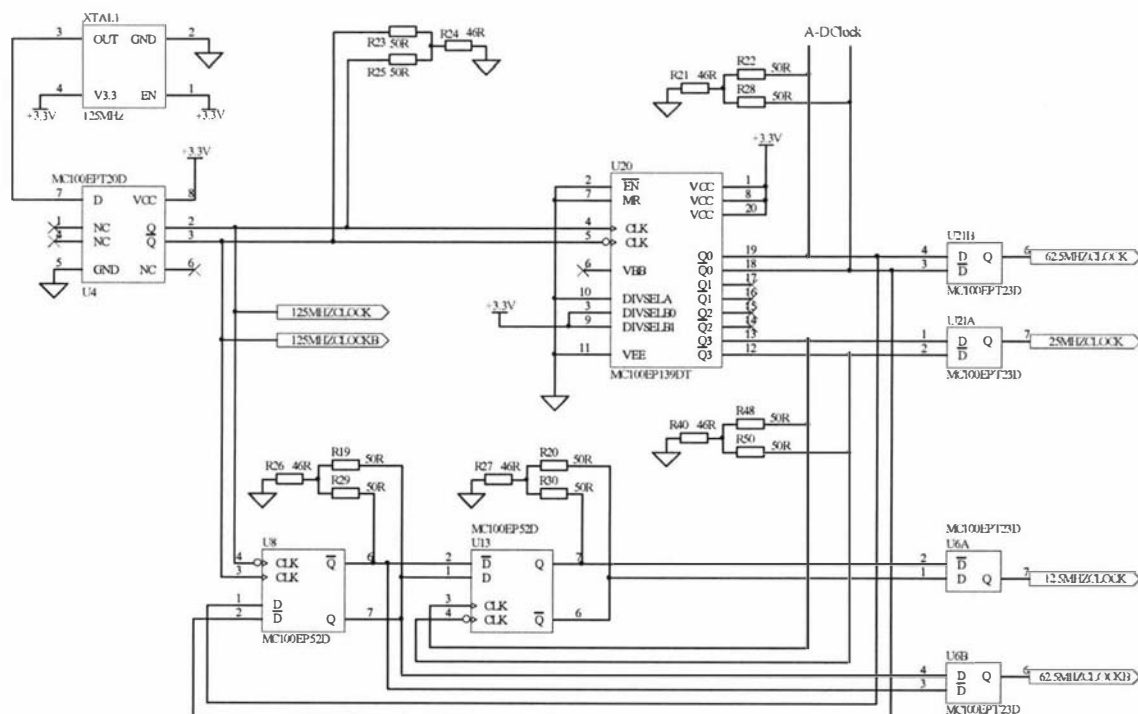 XTAL1
3 OUT GND 2
4 V3.3 EN 1
+3.3V 125MHZ +3.3V
R23 50R
R24 46R
R25 50R
A-DClock
R22 50R
R21 46R
R28 50R
MC100EPT20D
+3.3V
7 D VCC 8
1 NC Q 2
4 NC Q 3
5 GND NC 6
U4
125MHZCLOCK
125MHZCLOCKB
U20
+3.3V
2 EN VCC 1
7 MR VCC 8
VCC 20
4 CLK
5 CLK
Q0 19
6 VBB Q0 18
Q1 17
10 DIVSELA Q1 16
+3.3V
3 DIVSELB0 Q2 15
9 DIVSELB1 Q2 14
Q3 13
11 VEE Q3 12
MC100EP139DT
U21B
4 D Q 6 62.5MHZCLOCK
3 D
MC100EPT23D
U21A
1 D Q 7 25MHZCLOCK
2 D
MC100EPT23D
R48 50R
R40 46R
R50 50R
R19 50R
R26 46R
R29 50R
R20 50R
R27 46R
R30 50R
U8
4 CLK Q 6
3 CLK
1 D
2 D Q 7
MC100EP52D
MC100EP52D
U13
2 D Q 7
1 D
3 CLK
4 CLK Q 6
MC100EPT23D
U6A
2 D
1 D Q 7 12.5MHZCLOCK
U6B
4 D Q 6 62.5MHZCLOCKB
3 D
MC100EPT23D